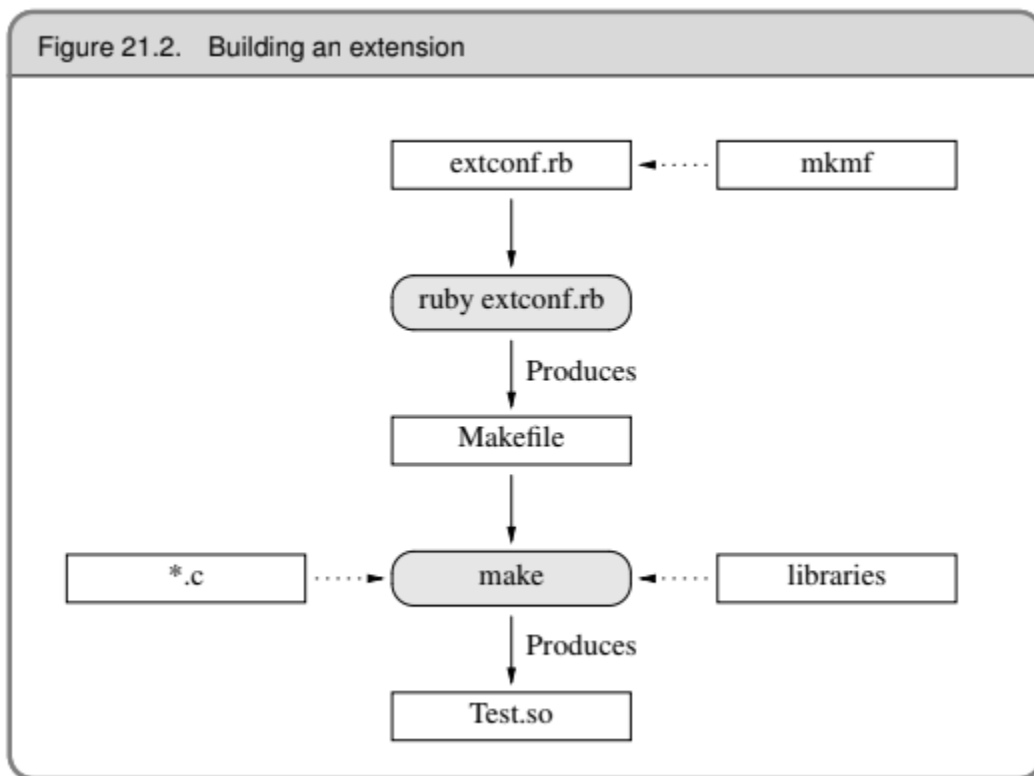 Figure 21.2. Building an extension
extconf.rb
mkmf
ruby extconf.rb
Produces
Makefile
*.c
make
libraries
Produces
Test.so